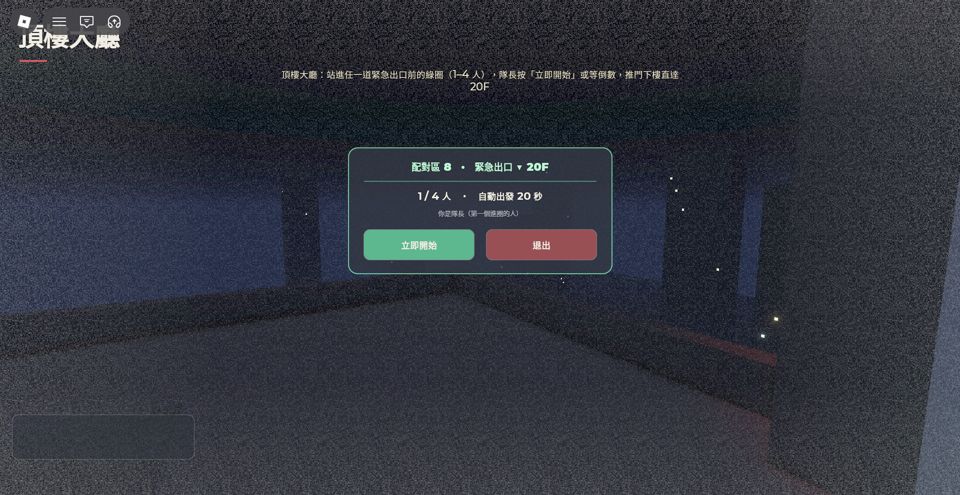 頂樓大廳
頂樓大廳：站進任一道緊急出口前的綠圈（1–4 人），隊長按「立即開始」或等倒數，推門下樓直達
20F
配對區 8 • 緊急出口 ▼ 20F
1 / 4 人 • 自動出發 20 秒
你是隊長（第一個進圈的人）
立即開始
退出